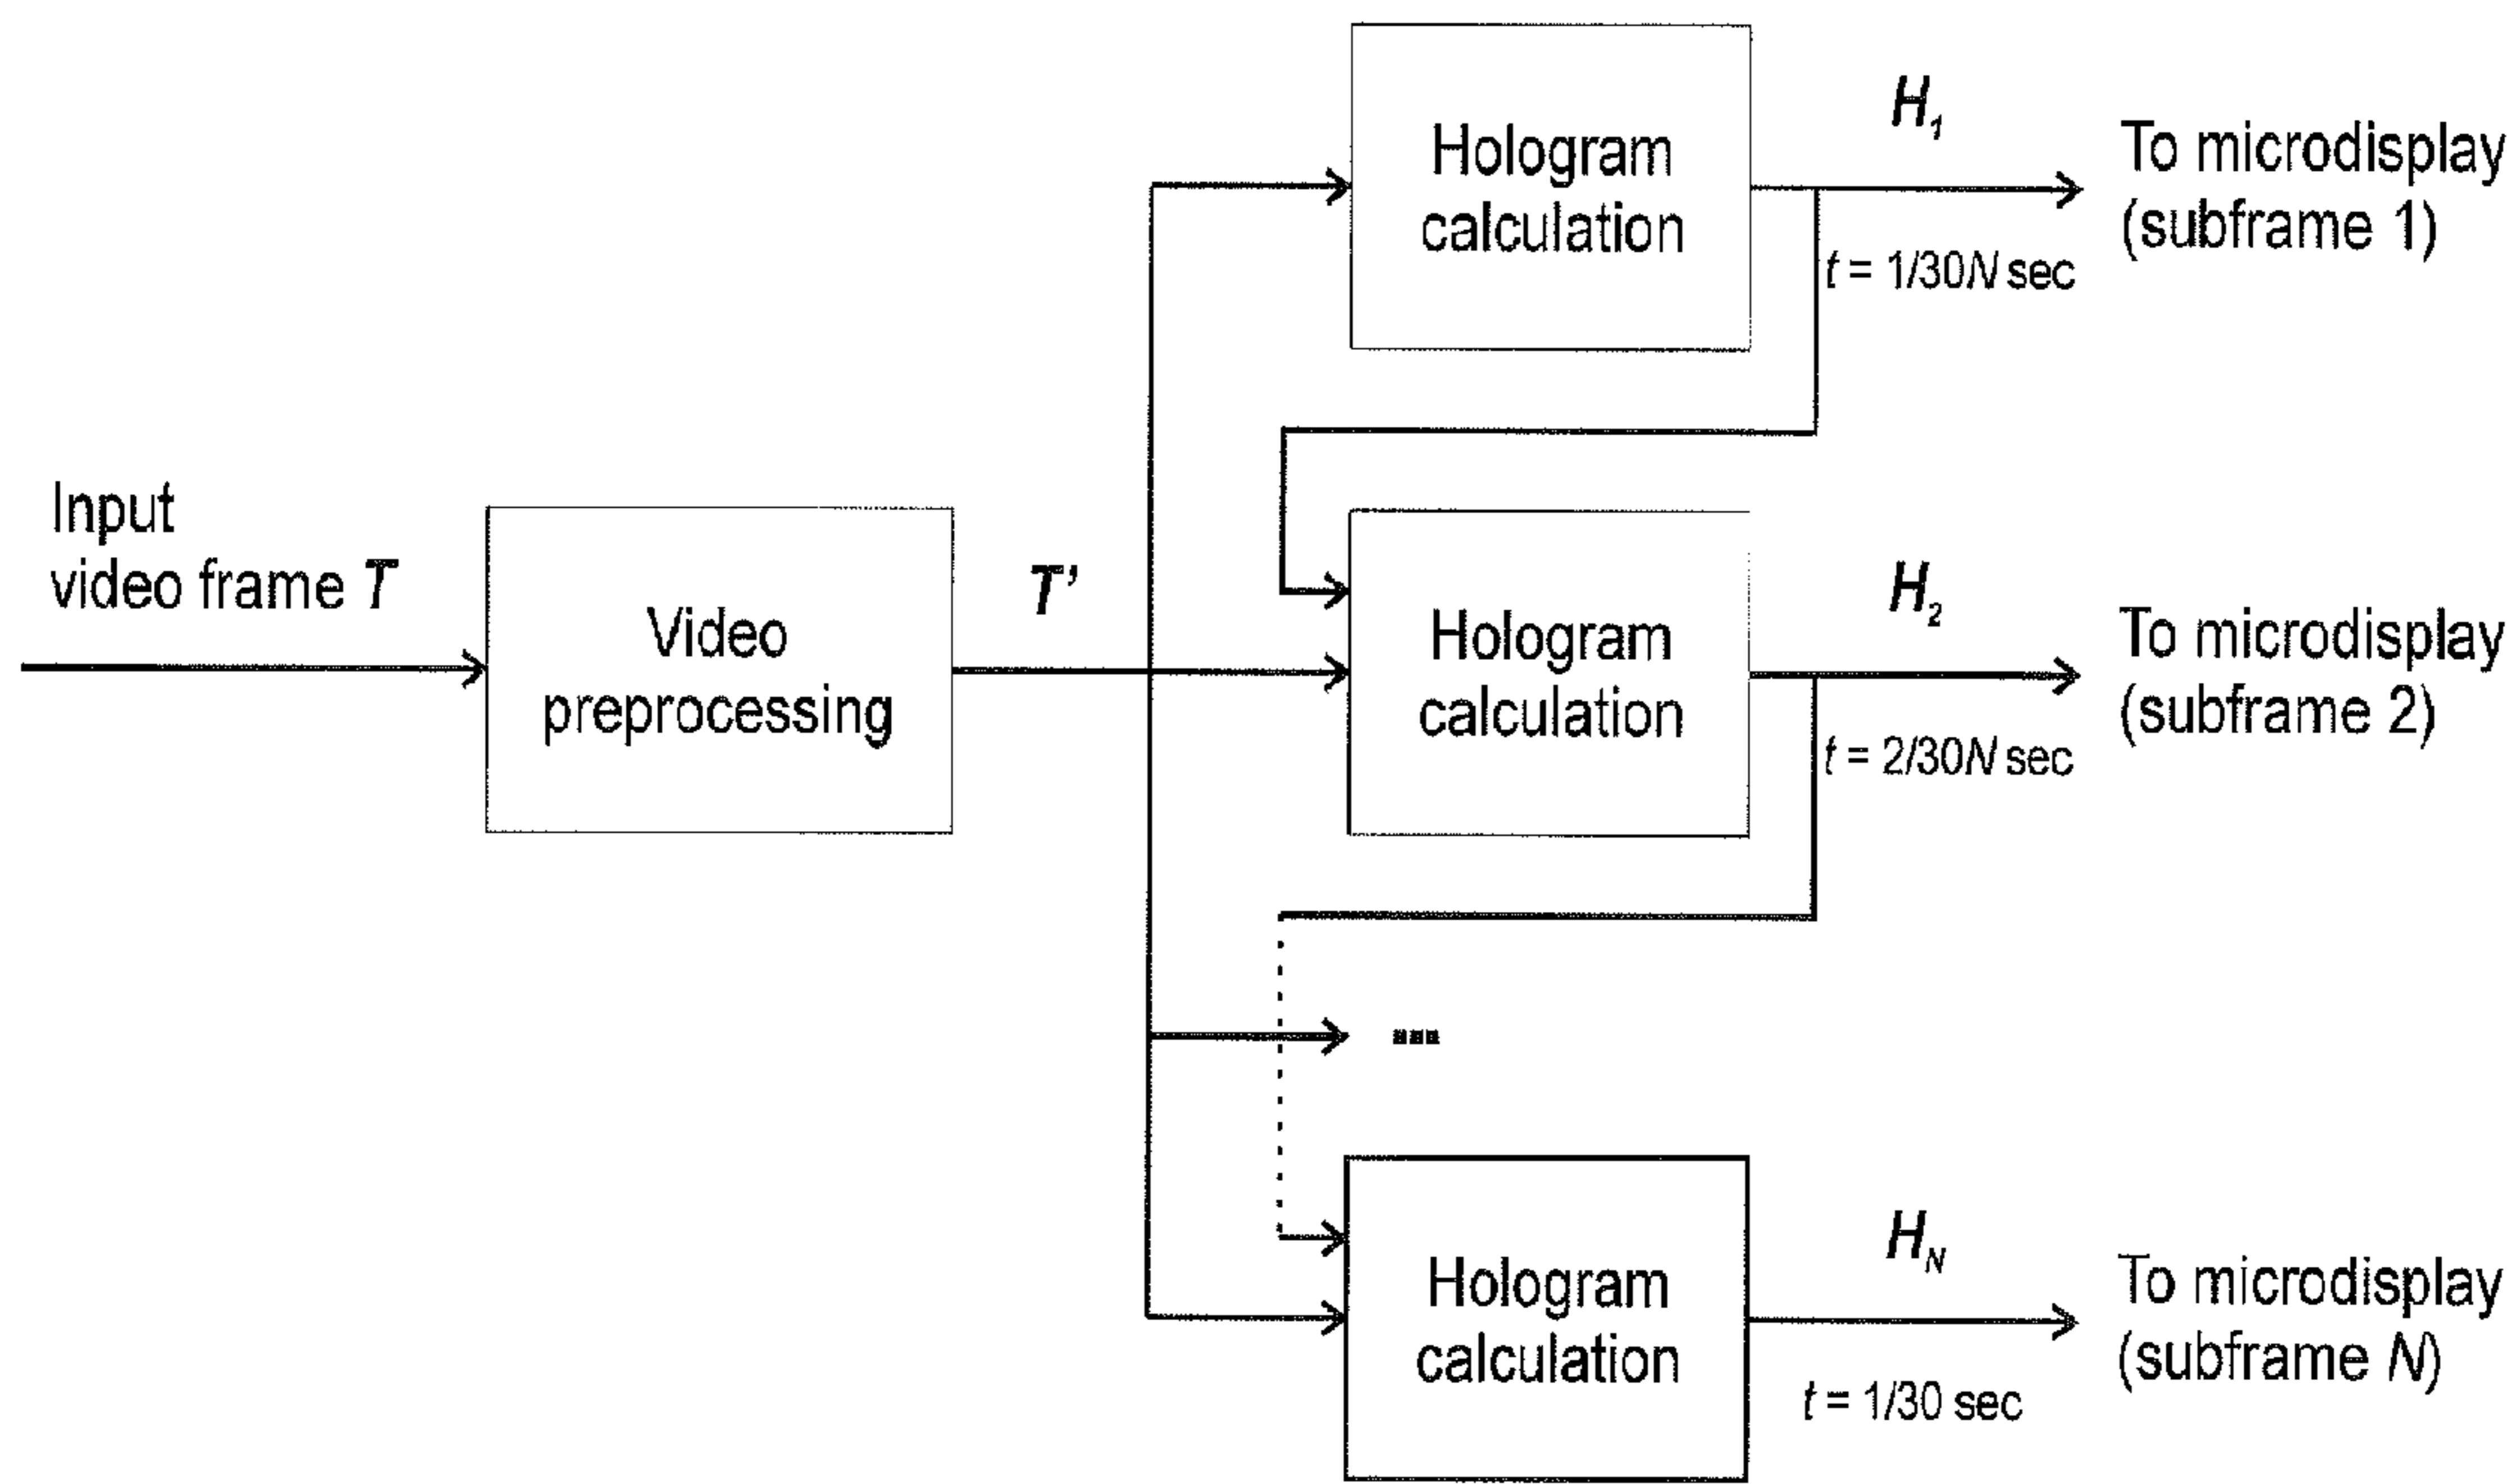 Input
video frame T
Video
preprocessing
T'
Hologram
calculation
H₁
t = 1/30N sec
To microdisplay
(subframe 1)
Hologram
calculation
H₂
t = 2/30N sec
To microdisplay
(subframe 2)
...
Hologram
calculation
H_N
t = 1/30 sec
To microdisplay
(subframe N)